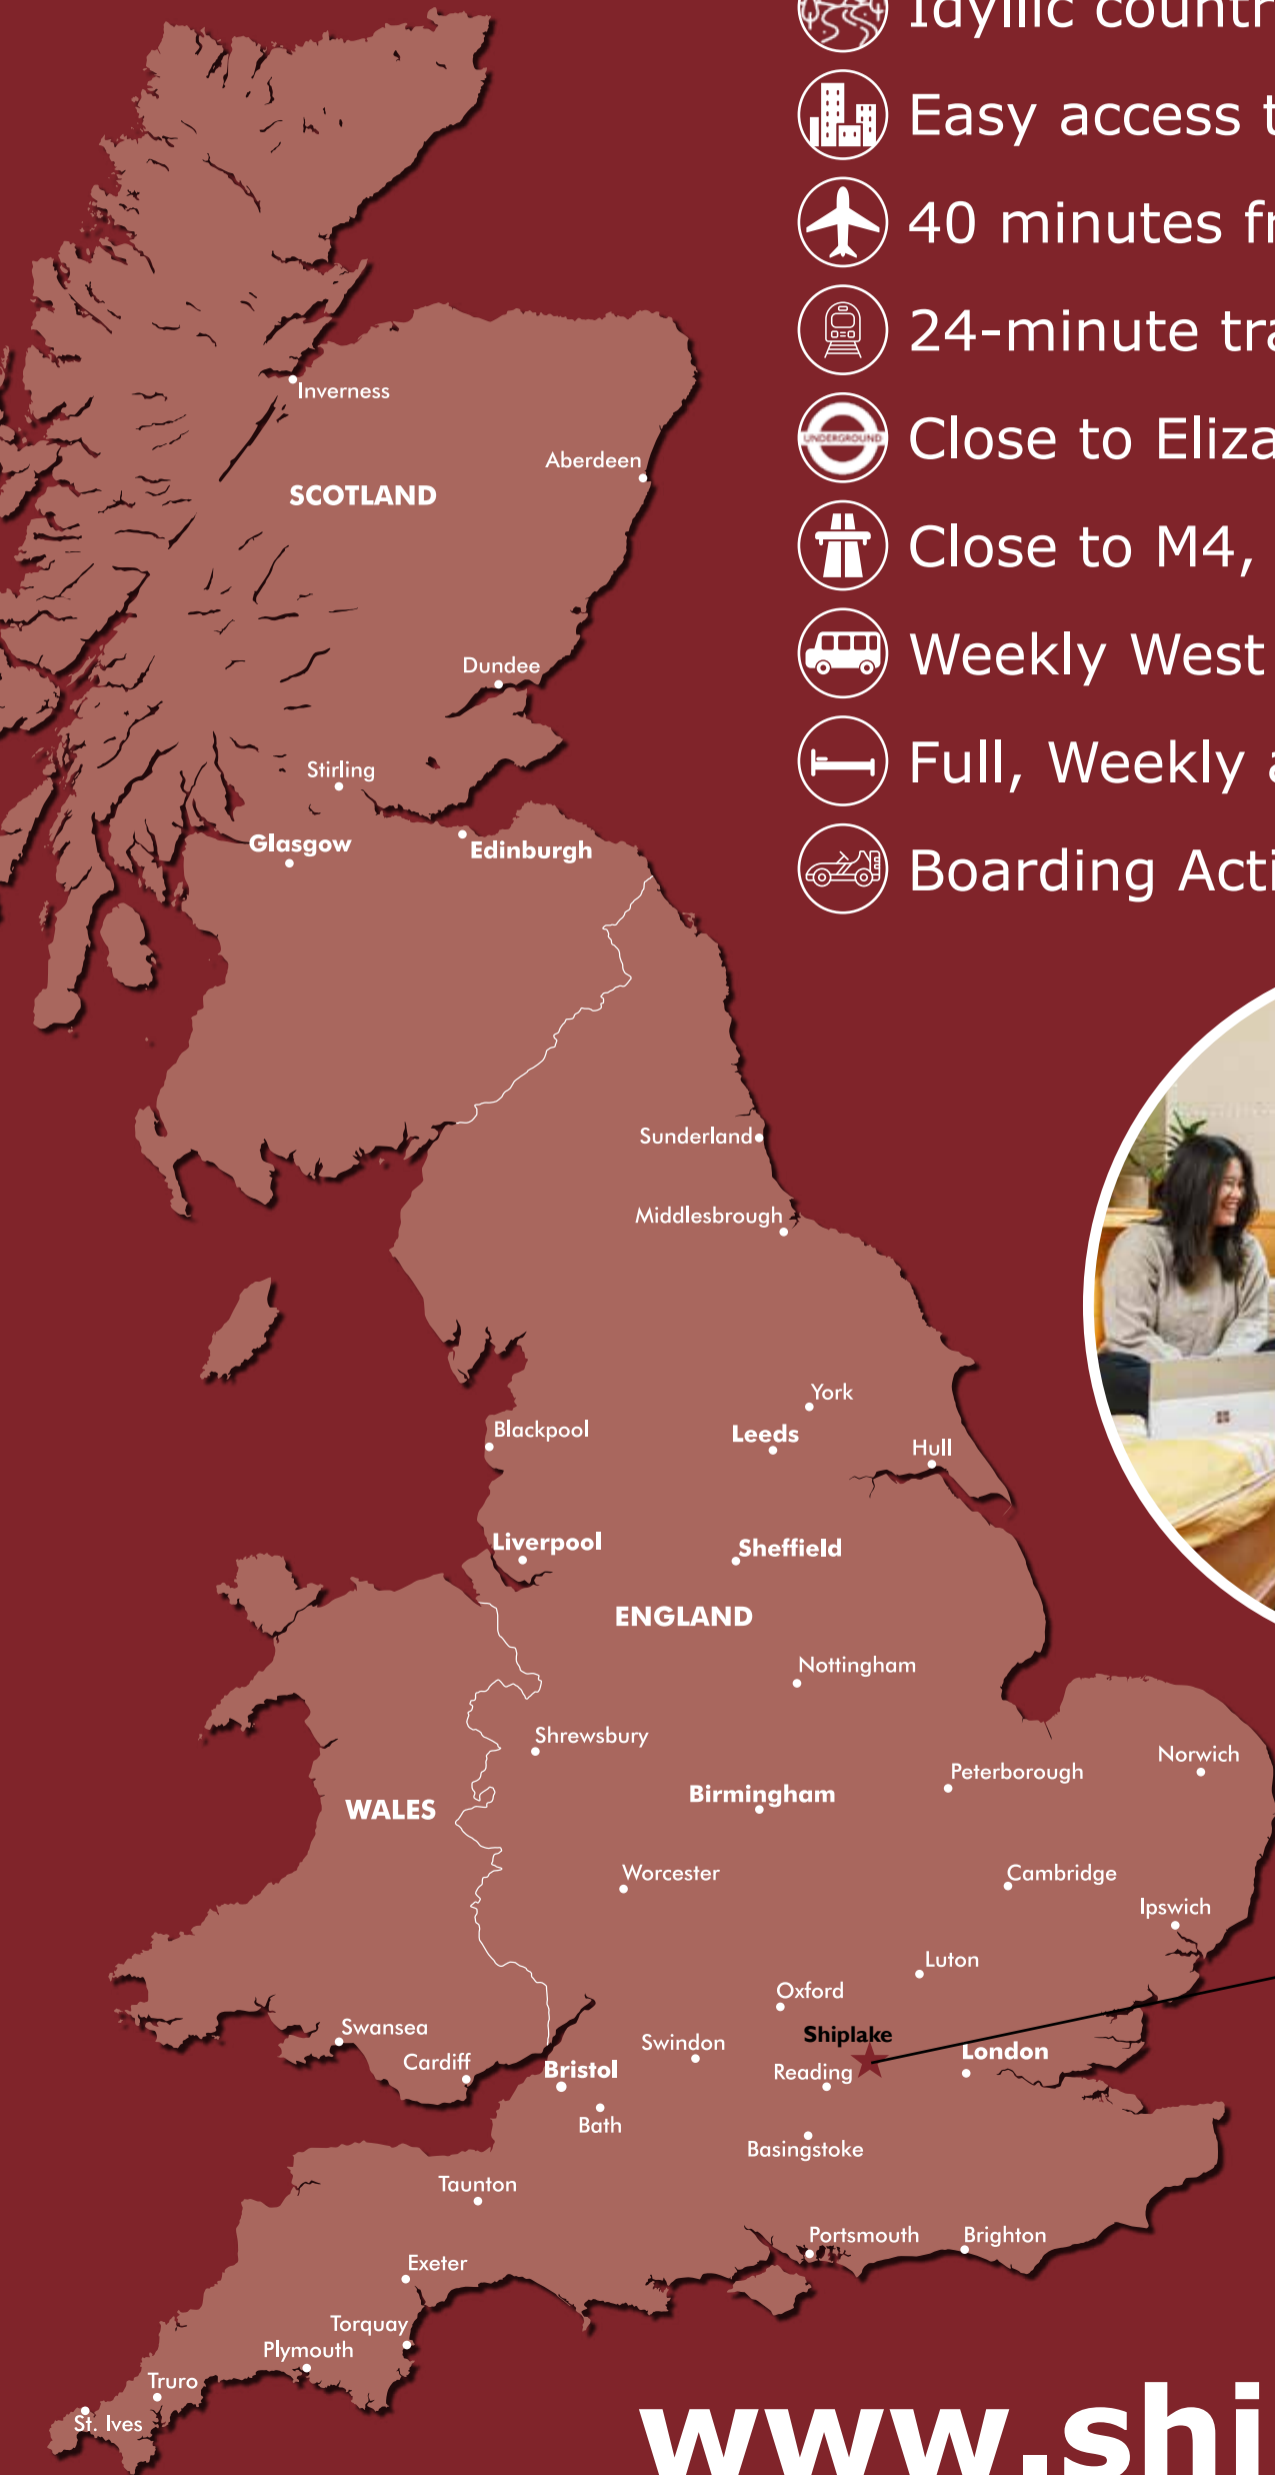 Idyllic countr
Easy access t
40 minutes fr
24-minute tra
UNDERGROUND
Close to Eliza
Close to M4,
Weekly West
Full, Weekly a
Boarding Acti
Inverness
Aberdeen
SCOTLAND
Dundee
Stirling
Glasgow
Edinburgh
Sunderland
Middlesbrough
York
Blackpool
Leeds
Hull
Liverpool
Sheffield
ENGLAND
Nottingham
Shrewsbury
Norwich
Peterborough
Birmingham
WALES
Worcester
Cambridge
Ipswich
Luton
Oxford
Swansea
Shiplake
Swindon
London
Cardiff
Bristol
Reading
Bath
Basingstoke
Taunton
Portsmouth
Brighton
Exeter
Torquay
Plymouth
Truro
St. Ives
www.shi